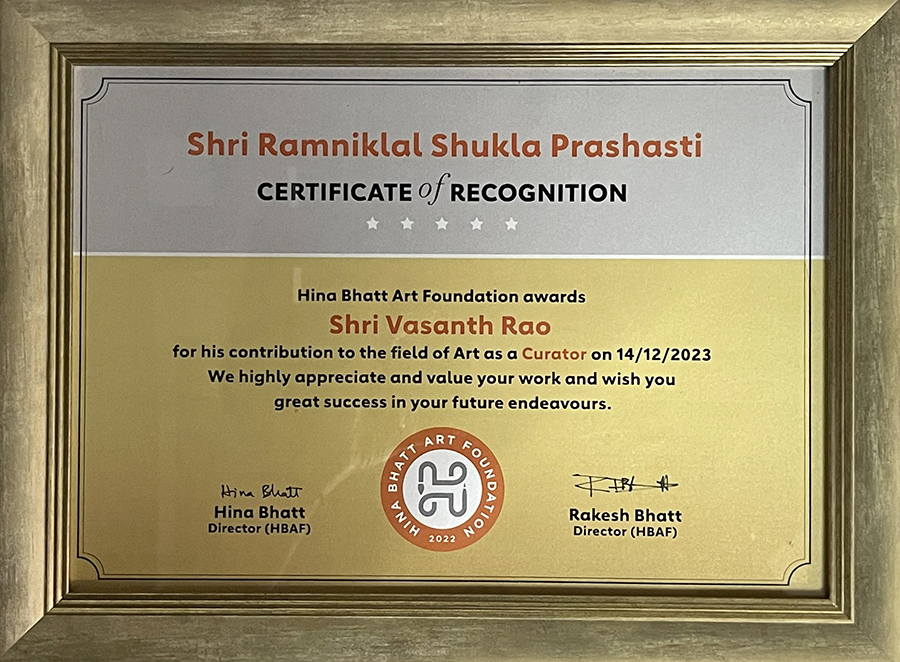 Shri Ramniklal Shukla Prashasti
CERTIFICATE of RECOGNITION
Hina Bhatt Art Foundation awards
Shri Vasanth Rao
for his contribution to the field of Art as a Curator on 14/12/2023
We highly appreciate and value your work and wish you
great success in your future endeavours.
Hina Bhatt
Hina Bhatt
Director (HBAF)
HINA BHATT ART FOUNDATION
2022
Rakesh Bhatt
Director (HBAF)